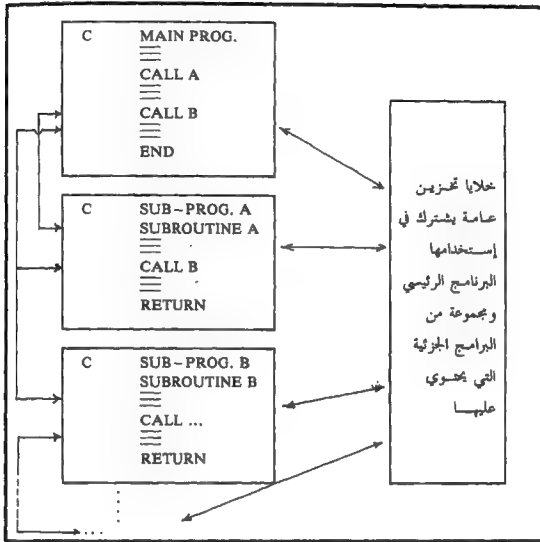 C MAIN PROG.
CALL A
CALL B
END
C SUB-PROG. A
SUBROUTINE A
CALL B
RETURN
C SUB-PROG. B
SUBROUTINE B
CALL ...
RETURN
خلايا تخزين
عامة يشترك في
إستخدامها
البرنامج الرئيسي
ومجموعة من
البرامج الجزئية
التي يحتوي
عليها